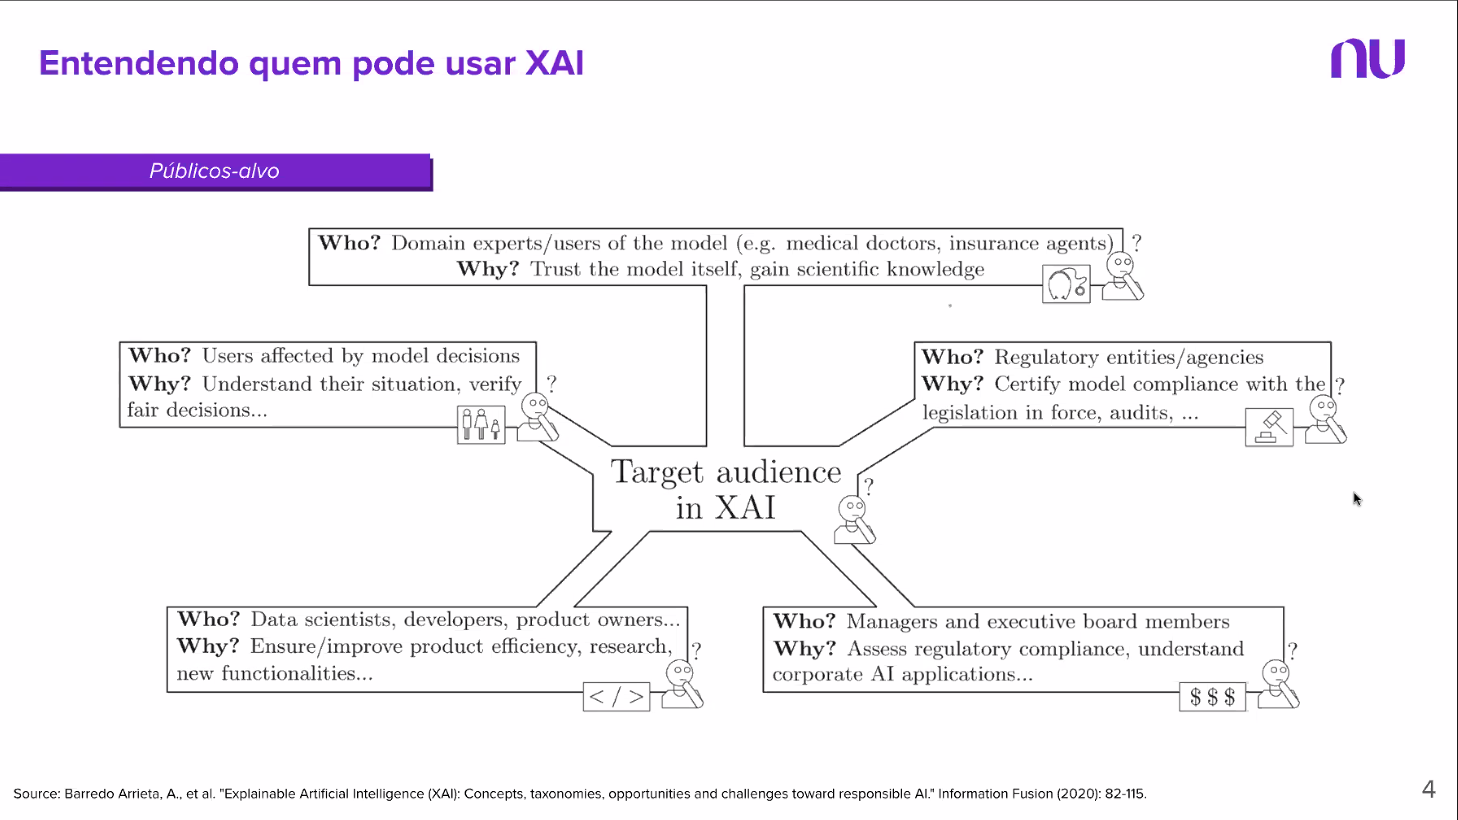 Entendendo quem pode usar XAI
nu
Públicos-alvo
Who? Domain experts/users of the model (e.g. medical doctors, insurance agents)
?
Why? Trust the model itself, gain scientific knowledge
Who? Users affected by model decisions
Why? Understand their situation, verify
?
fair decisions...
Who? Regulatory entities/agencies
Why? Certify model compliance with the
?
legislation in force, audits, ...
Target audience
in XAI
?
Who? Data scientists, developers, product owners...
Why? Ensure/improve product efficiency, research,
?
new functionalities...
</>
Who? Managers and executive board members
Why? Assess regulatory compliance, understand
?
corporate AI applications...
$ $ $
Source: Barredo Arrieta, A., et al. "Explainable Artificial Intelligence (XAI): Concepts, taxonomies, opportunities and challenges toward responsible AI." Information Fusion (2020): 82-115.
4